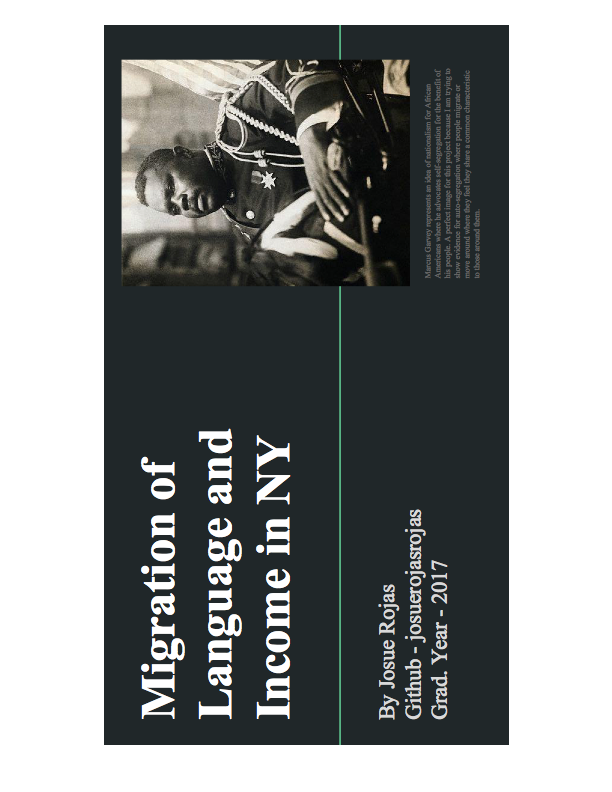 Migration of
Language and
Income in NY
By Josue Rojas
Github - josuerojasrojas
Grad. Year - 2017
Marcus Garvey represents an idea of nationalism for African
Americans where he advocates self-segregation for the benefit of
his people. A perfect image for this project because I am trying to
show evidence for auto-segregation where people migrate or
move around where they feel they share a common characteristic
to those around them.